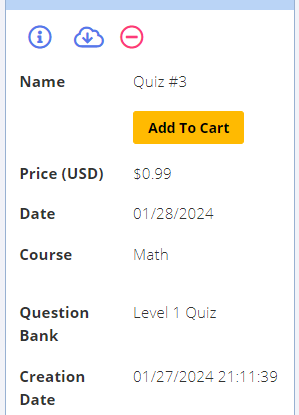 Name Quiz #3
Add To Cart
Price (USD) $0.99
Date 01/28/2024
Course Math
Question Level 1 Quiz
Bank
Creation 01/27/2024 21:11:39
Date